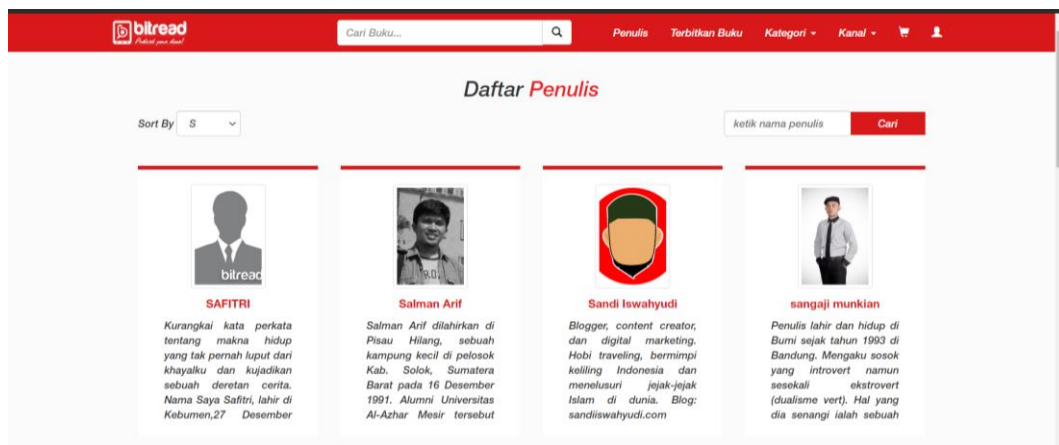 bitread
Cari Buku...
Penulis
Terbitkan Buku
Kategori
Kanal
Daftar Penulis
Sort By
S
ketik nama penulis
Cari
bitread
SAFITRI
Kurangkai kata perkata
tentang makna hidup
yang tak pernah luput dari
khayalku dan kujadikan
sebuah deretan cerita.
Nama Saya Safitri, lahir di
Kebumen,27 Desember
Salman Arif
Salman Arif dilahirkan di
Pisau Hilang, sebuah
kampung kecil di pelosok
Kab. Solok, Sumatera
Barat pada 16 Desember
1991. Alumni Universitas
Al-Azhar Mesir tersebut
Sandi Iswahyudi
Blogger, content creator,
dan digital marketing.
Hobi traveling, bermimpi
keliling Indonesia dan
menelusuri jejak-jejak
Islam di dunia. Blog:
sandiiswahyudi.com
sangaji munkian
Penulis lahir dan hidup di
Bumi sejak tahun 1993 di
Bandung. Mengaku sosok
yang introvert namun
sesekali ekstrovert
(dualisme vert). Hal yang
dia senangi ialah sebuah